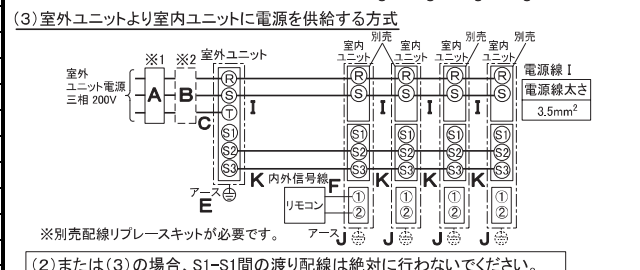 (3)室外ユニットより室内ユニットに電源を供給する方式
※1 ※2 室外ユニット
室内ユニット 別売 室内ユニット 室内ユニット 別売 室内ユニット 別売
室外
ユニット電源
三相 200V
A B C
R S T S1 S2 S3
I I I I
R S S1 S2 S3 ① ②
R S S1 S2 S3 ① ②
R S S1 S2 S3 ① ②
R S S1 S2 S3 ① ②
電源線 I
電源線太さ
3.5mm²
K 内外信号線 K K K
F
リモコン
アース
E
アース J J J J
※別売配線リプレースキットが必要です。
(2)または(3)の場合、S1-S1間の渡り配線は絶対に行わないでください。